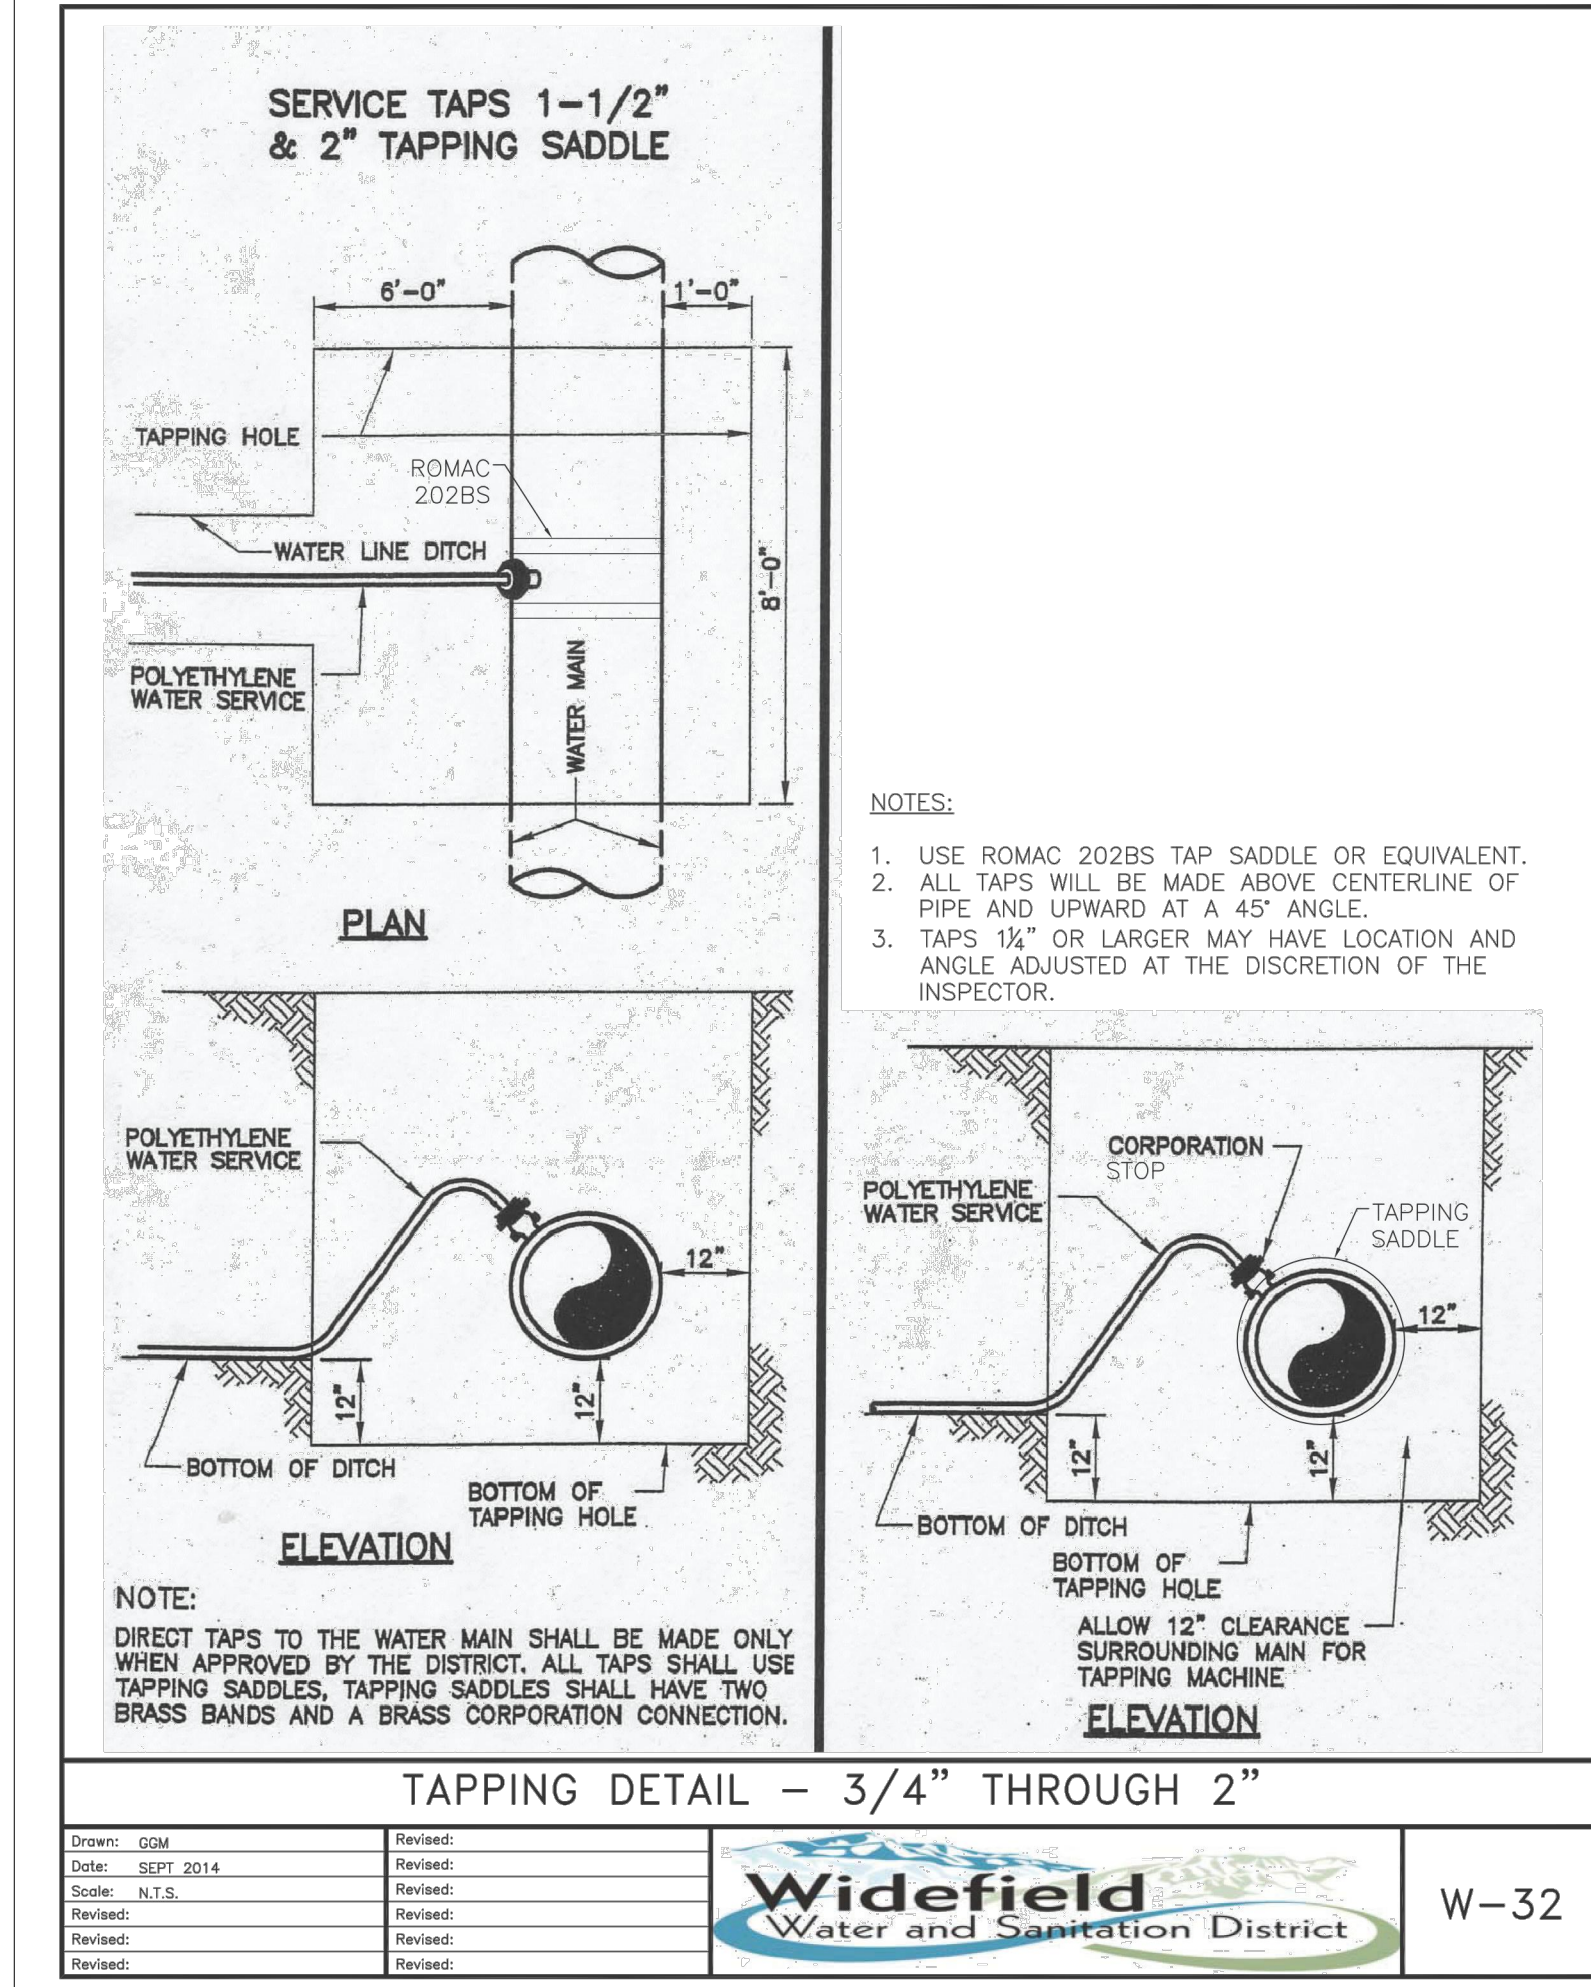 SERVICE TAPS 1-1/2"
& 2" TAPPING SADDLE
6'-0"
1'-0"
TAPPING HOLE
ROMAC
202BS
WATER LINE DITCH
8'-0"
POLYETHYLENE
WATER SERVICE
WATER MAIN
PLAN
POLYETHYLENE
WATER SERVICE
12"
12"
12"
BOTTOM OF DITCH
BOTTOM OF
TAPPING HOLE
ELEVATION
NOTE:
DIRECT TAPS TO THE WATER MAIN SHALL BE MADE ONLY
WHEN APPROVED BY THE DISTRICT. ALL TAPS SHALL USE
TAPPING SADDLES, TAPPING SADDLES SHALL HAVE TWO
BRASS BANDS AND A BRASS CORPORATION CONNECTION.
NOTES:
1. USE ROMAC 202BS TAP SADDLE OR EQUIVALENT.
2. ALL TAPS WILL BE MADE ABOVE CENTERLINE OF
PIPE AND UPWARD AT A 45° ANGLE.
3. TAPS 1¼" OR LARGER MAY HAVE LOCATION AND
ANGLE ADJUSTED AT THE DISCRETION OF THE
INSPECTOR.
CORPORATION
STOP
POLYETHYLENE
WATER SERVICE
TAPPING
SADDLE
12"
12"
12"
BOTTOM OF DITCH
BOTTOM OF
TAPPING HOLE
ALLOW 12" CLEARANCE
SURROUNDING MAIN FOR
TAPPING MACHINE
ELEVATION
TAPPING DETAIL – 3/4" THROUGH 2"
Drawn: GGM
Date: SEPT 2014
Scale: N.T.S.
Revised:
Revised:
Revised:
Revised:
Revised:
Revised:
Revised:
Revised:
Revised:
Widefield
Water and Sanitation District
W-32